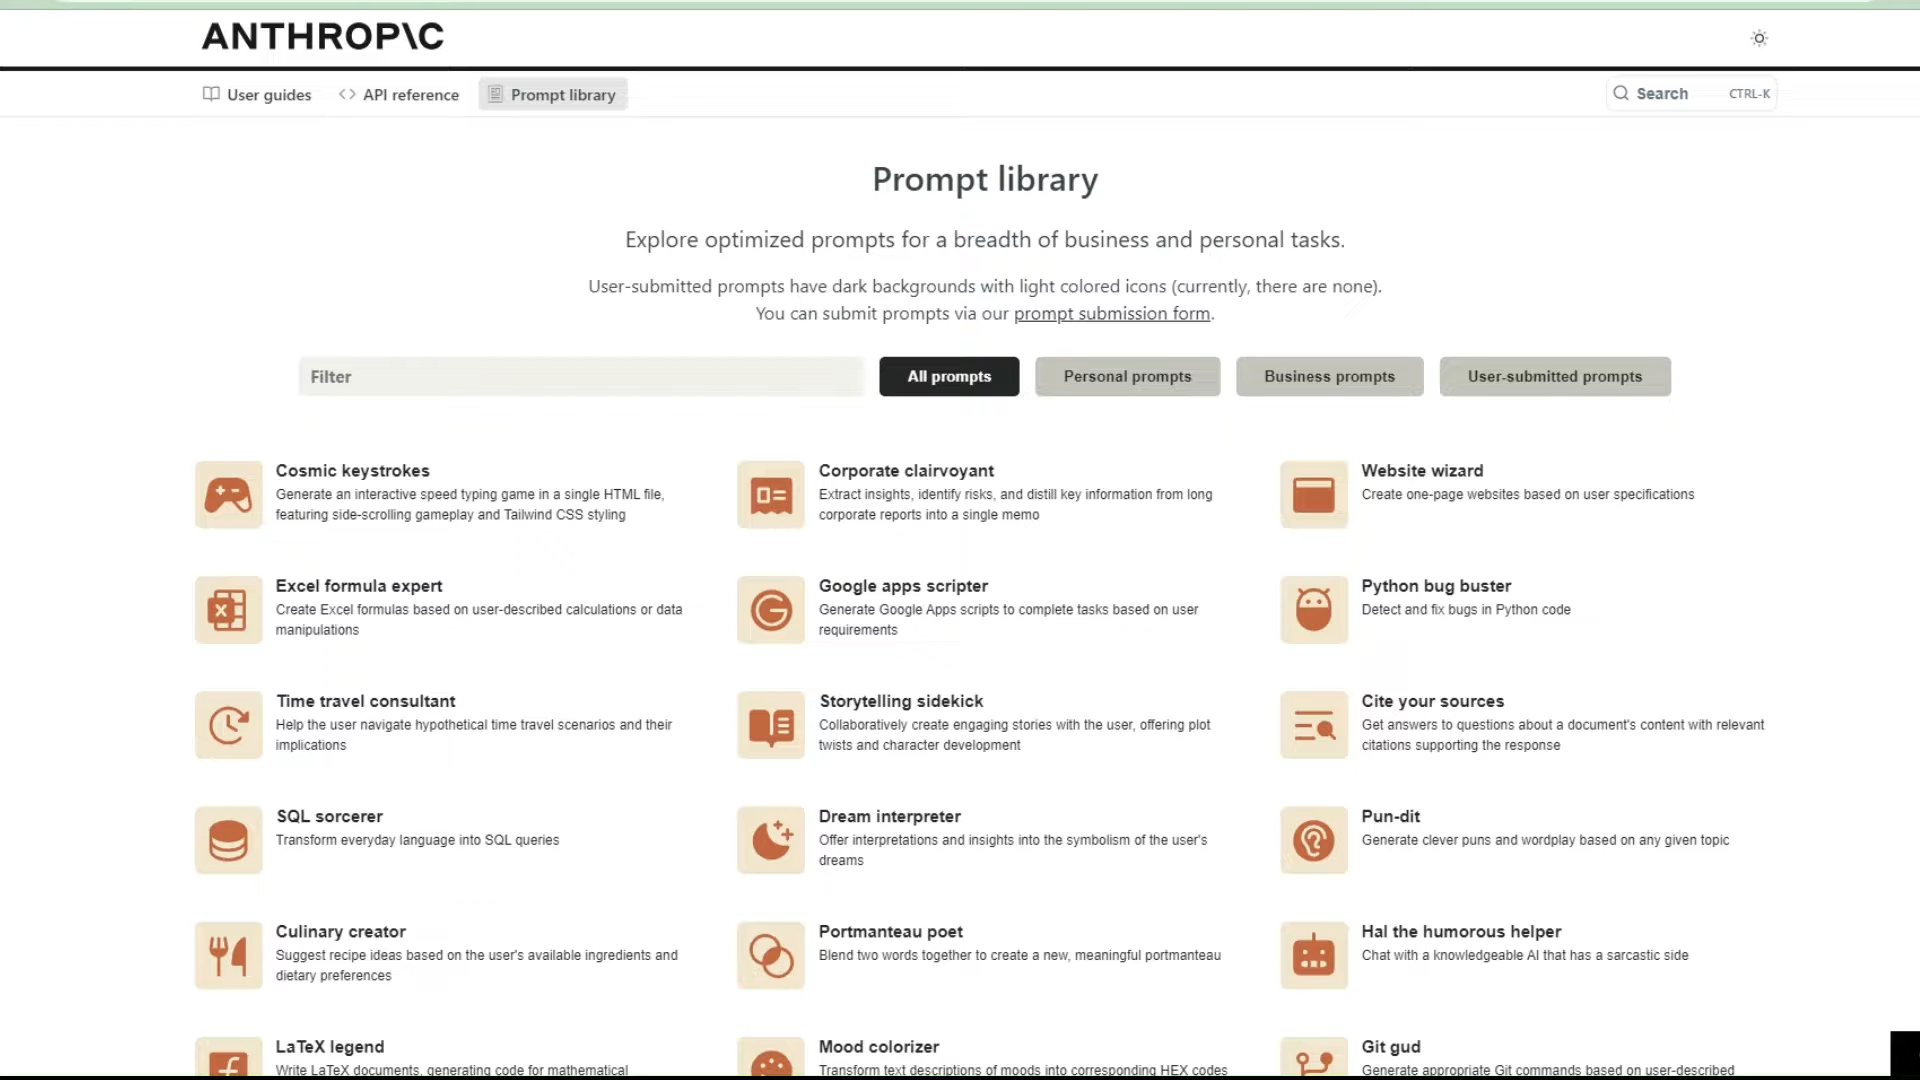 ANTHROP\C
User guides
API reference
Prompt library
Search
CTRL-K
Prompt library
Explore optimized prompts for a breadth of business and personal tasks.
User-submitted prompts have dark backgrounds with light colored icons (currently, there are none).
You can submit prompts via our prompt submission form.
Filter
All prompts
Personal prompts
Business prompts
User-submitted prompts
Cosmic keystrokes
Generate an interactive speed typing game in a single HTML file,
featuring side-scrolling gameplay and Tailwind CSS styling
Corporate clairvoyant
Extract insights, identify risks, and distill key information from long
corporate reports into a single memo
Website wizard
Create one-page websites based on user specifications
Excel formula expert
Create Excel formulas based on user-described calculations or data
manipulations
Google apps scripter
Generate Google Apps scripts to complete tasks based on user
requirements
Python bug buster
Detect and fix bugs in Python code
Time travel consultant
Help the user navigate hypothetical time travel scenarios and their
implications
Storytelling sidekick
Collaboratively create engaging stories with the user, offering plot
twists and character development
Cite your sources
Get answers to questions about a document's content with relevant
citations supporting the response
SQL sorcerer
Transform everyday language into SQL queries
Dream interpreter
Offer interpretations and insights into the symbolism of the user's
dreams
Pun-dit
Generate clever puns and wordplay based on any given topic
Culinary creator
Suggest recipe ideas based on the user's available ingredients and
dietary preferences
Portmanteau poet
Blend two words together to create a new, meaningful portmanteau
Hal the humorous helper
Chat with a knowledgeable AI that has a sarcastic side
LaTeX legend
Write LaTeX documents, generating code for mathematical
Mood colorizer
Transform text descriptions of moods into corresponding HEX codes
Git gud
Generate appropriate Git commands based on user-described